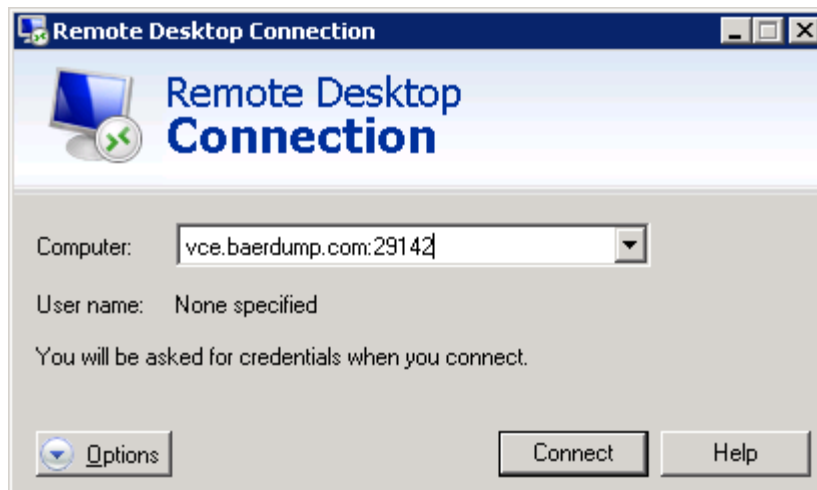 Remote Desktop Connection
Remote Desktop
Connection
Computer: vce.baerdump.com:29142
User name: None specified
You will be asked for credentials when you connect.
Options Connect Help